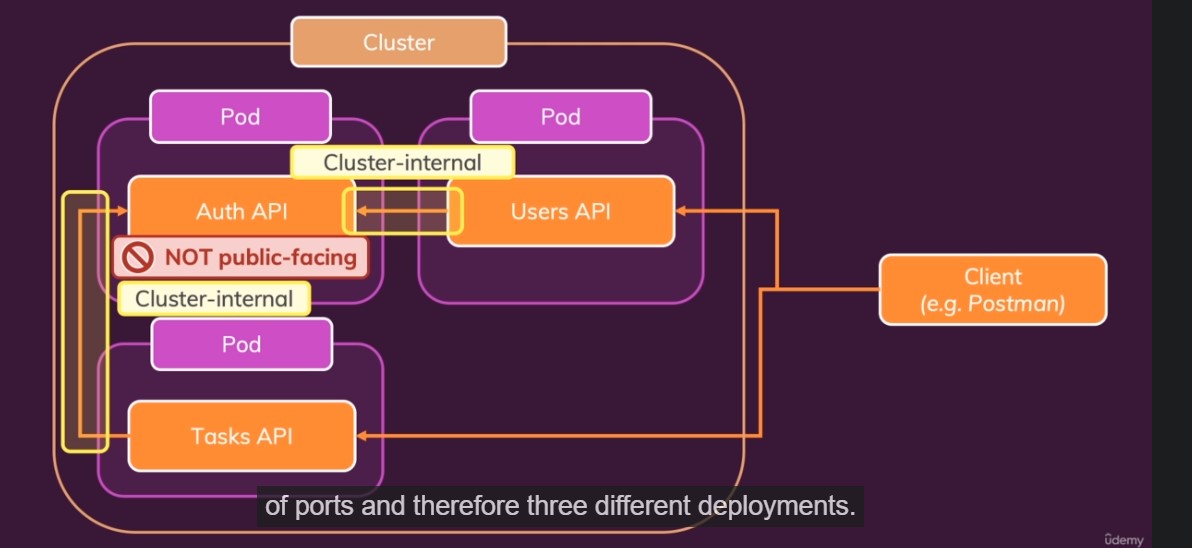 Cluster
Pod
Pod
Cluster-internal
Auth API
Users API
NOT public-facing
Client
(e.g. Postman)
Cluster-internal
Pod
Tasks API
of ports and therefore three different deployments.
ûdemy